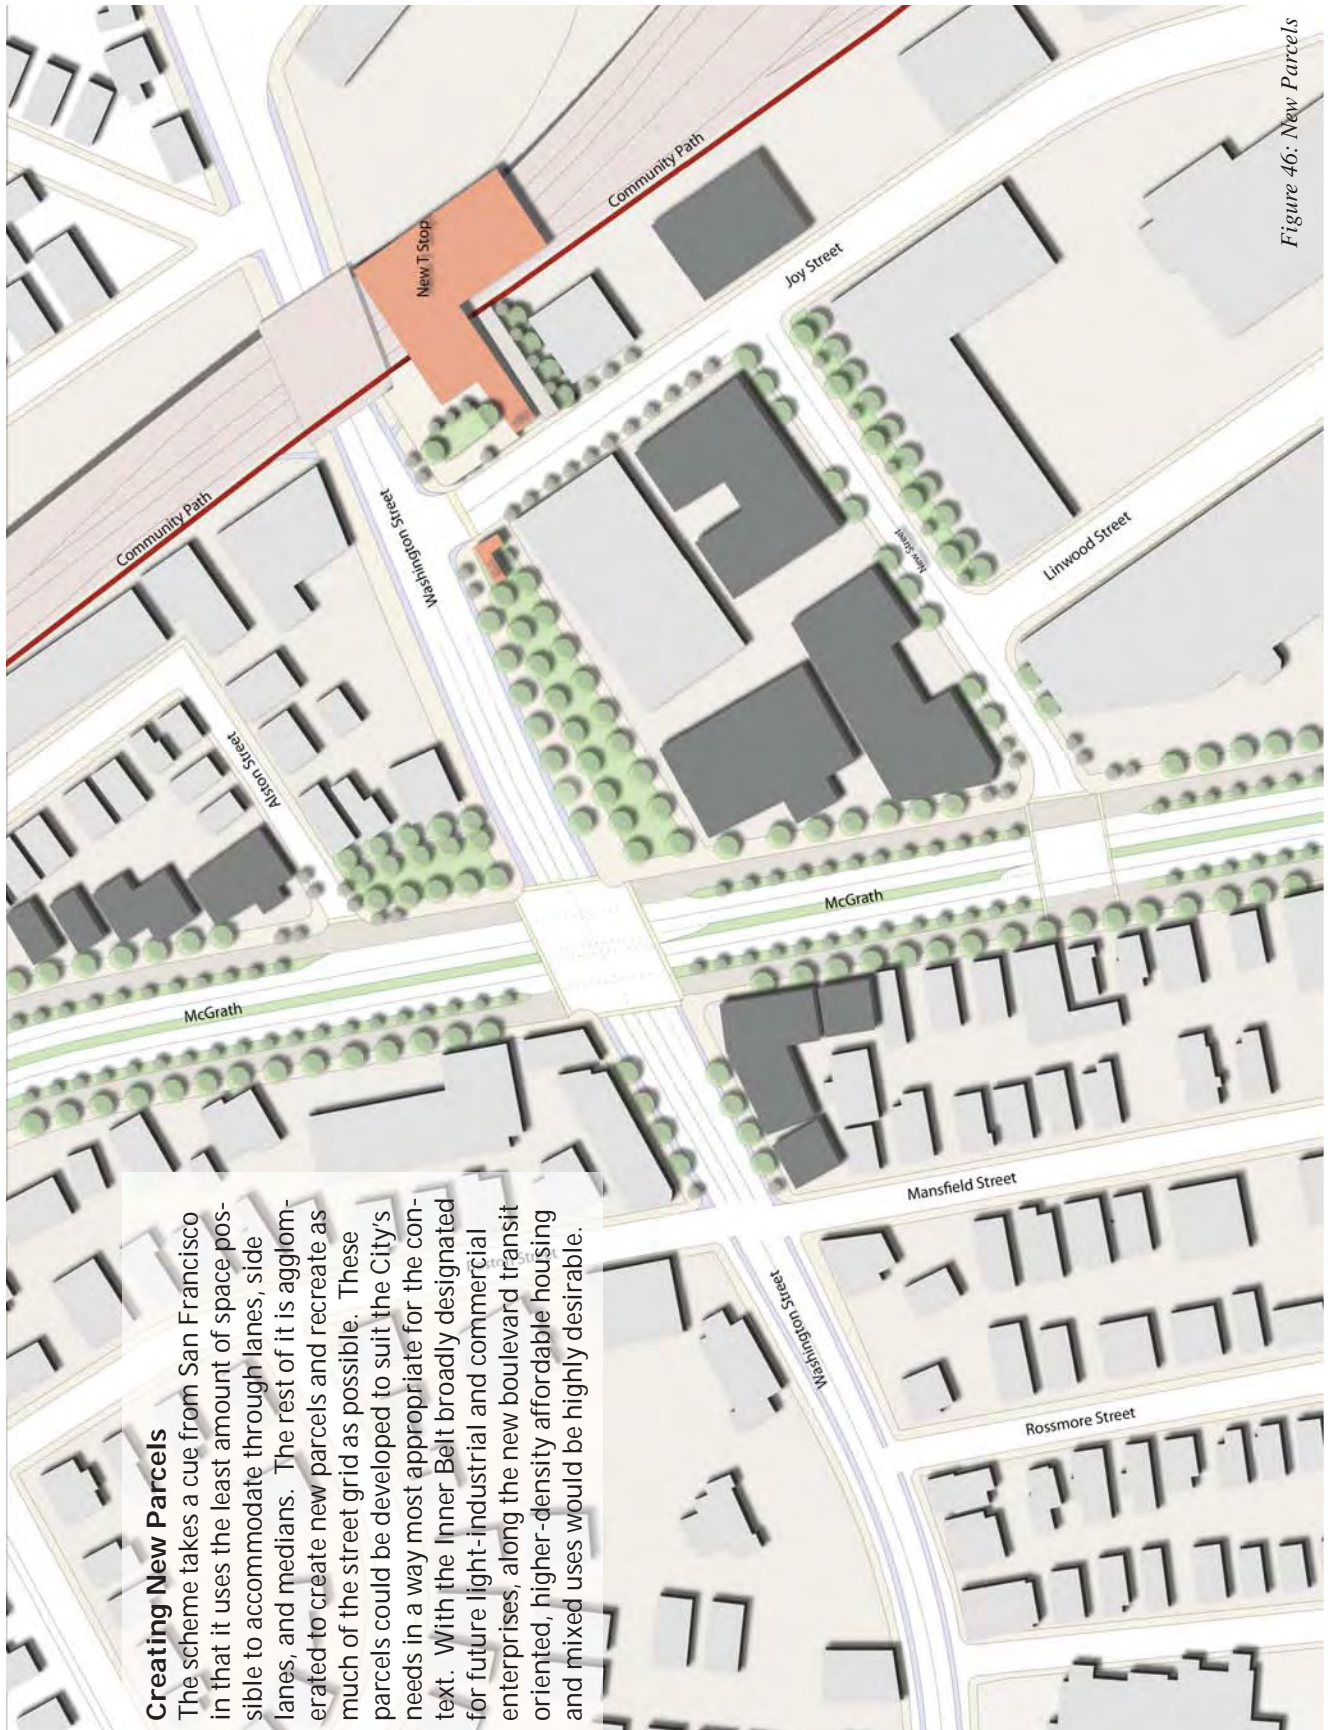 Creating New Parcels
The scheme takes a cue from San Francisco
in that it uses the least amount of space pos-
sible to accommodate through lanes, side
lanes, and medians. The rest of it is agglom-
erated to create new parcels and recreate as
much of the street grid as possible. These
parcels could be developed to suit the City's
needs in a way most appropriate for the con-
text. With the Inner Belt broadly designated
for future light-industrial and commercial
enterprises, along the new boulevard transit
oriented, higher-density affordable housing
and mixed uses would be highly desirable.
Street
McGrath
Alston Street
Community Path
Washington Street
New T Stop
Community Path
Joy Street
New Street
Linwood Street
McGrath
Mansfield Street
Washington Street
Rossmore Street
Figure 46: New Parcels